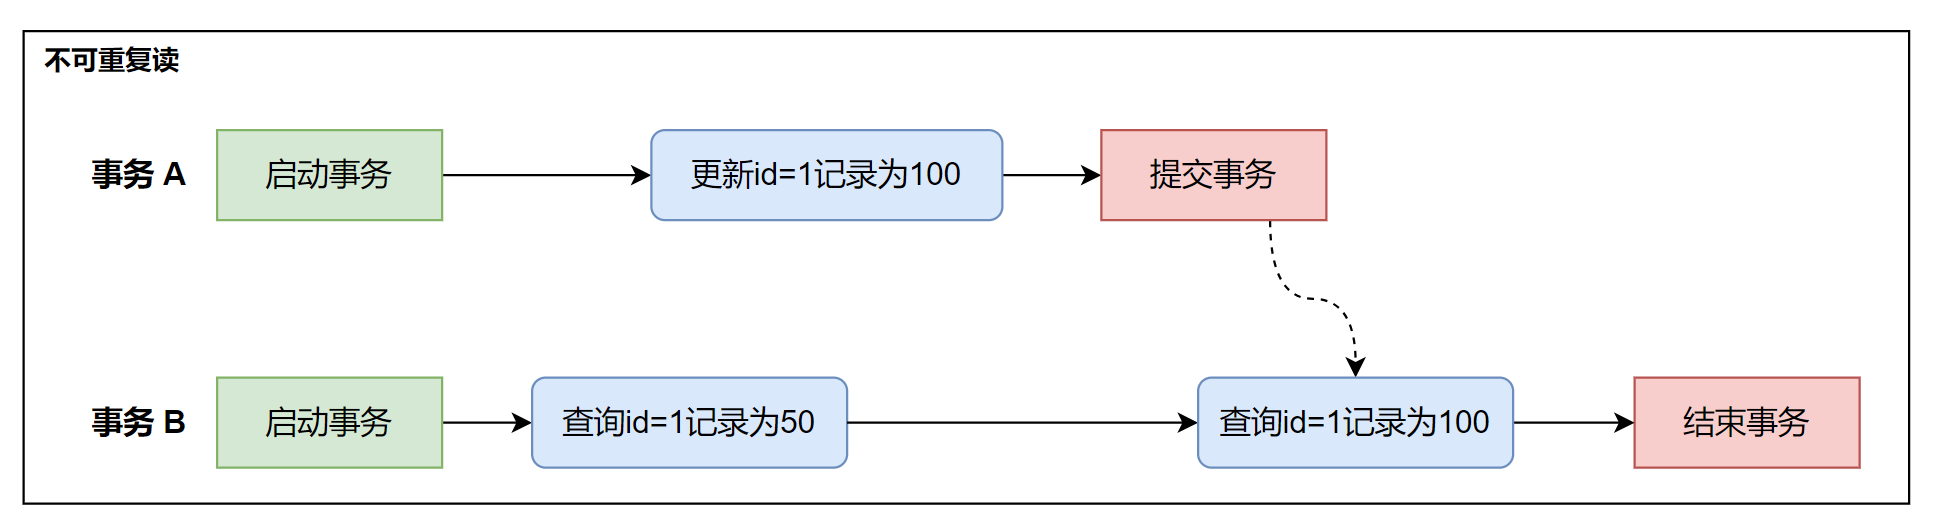 不可重复读
事务 A
启动事务
更新id=1记录为100
提交事务
事务 B
启动事务
查询id=1记录为50
查询id=1记录为100
结束事务